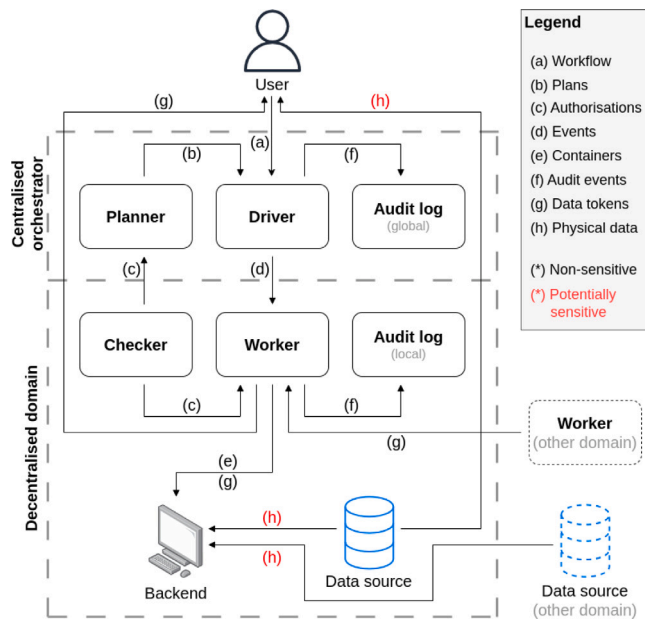 Legend
(a) Workflow
(b) Plans
(c) Authorisations
(d) Events
(e) Containers
(f) Audit events
(g) Data tokens
(h) Physical data
(*) Non-sensitive
(*) Potentially
sensitive
User
(g)
(h)
(a)
Centralised
orchestrator
(b)
(f)
Planner
Driver
Audit log
(global)
(c)
(d)
Decentralised domain
Checker
Worker
Audit log
(local)
(c)
(f)
(g)
Worker
(other domain)
(e)
(g)
(h)
(h)
Backend
Data source
Data source
(other domain)